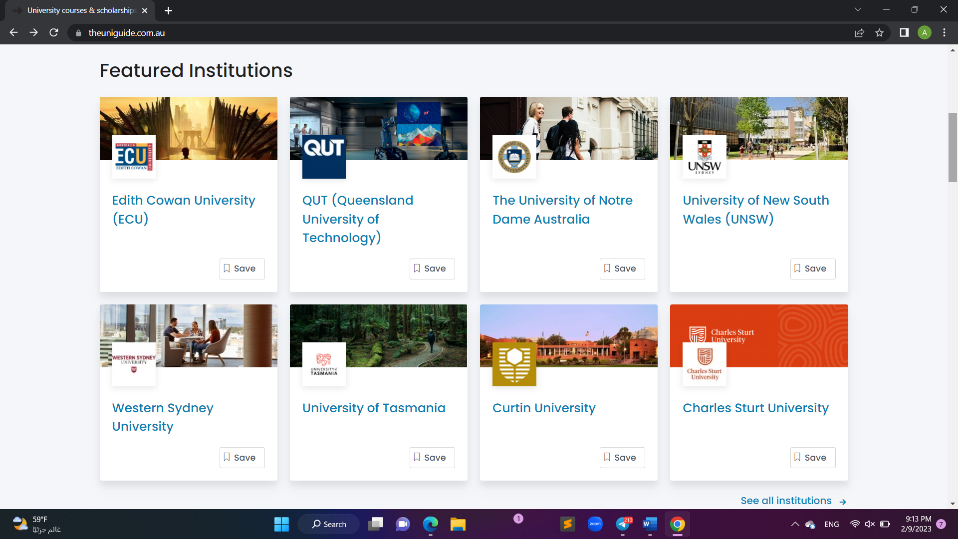 University courses & scholarships
theuniguide.com.au
A
Featured Institutions
ECU
EDITH COWAN
QUT
UNSW
SYDNEY
Edith Cowan University
(ECU)
QUT (Queensland
University of
Technology)
The University of Notre
Dame Australia
University of New South
Wales (UNSW)
Save
Save
Save
Save
WESTERN SYDNEY
UNIVERSITY
UNIVERSITY of
TASMANIA
Charles Sturt
University
Charles Sturt
University
Western Sydney
University
University of Tasmania
Curtin University
Charles Sturt University
Save
Save
Save
Save
See all institutions
59°F
غائم جزئيًا
Search
1
zoom
ENG
9:13 PM
2/9/2023
7